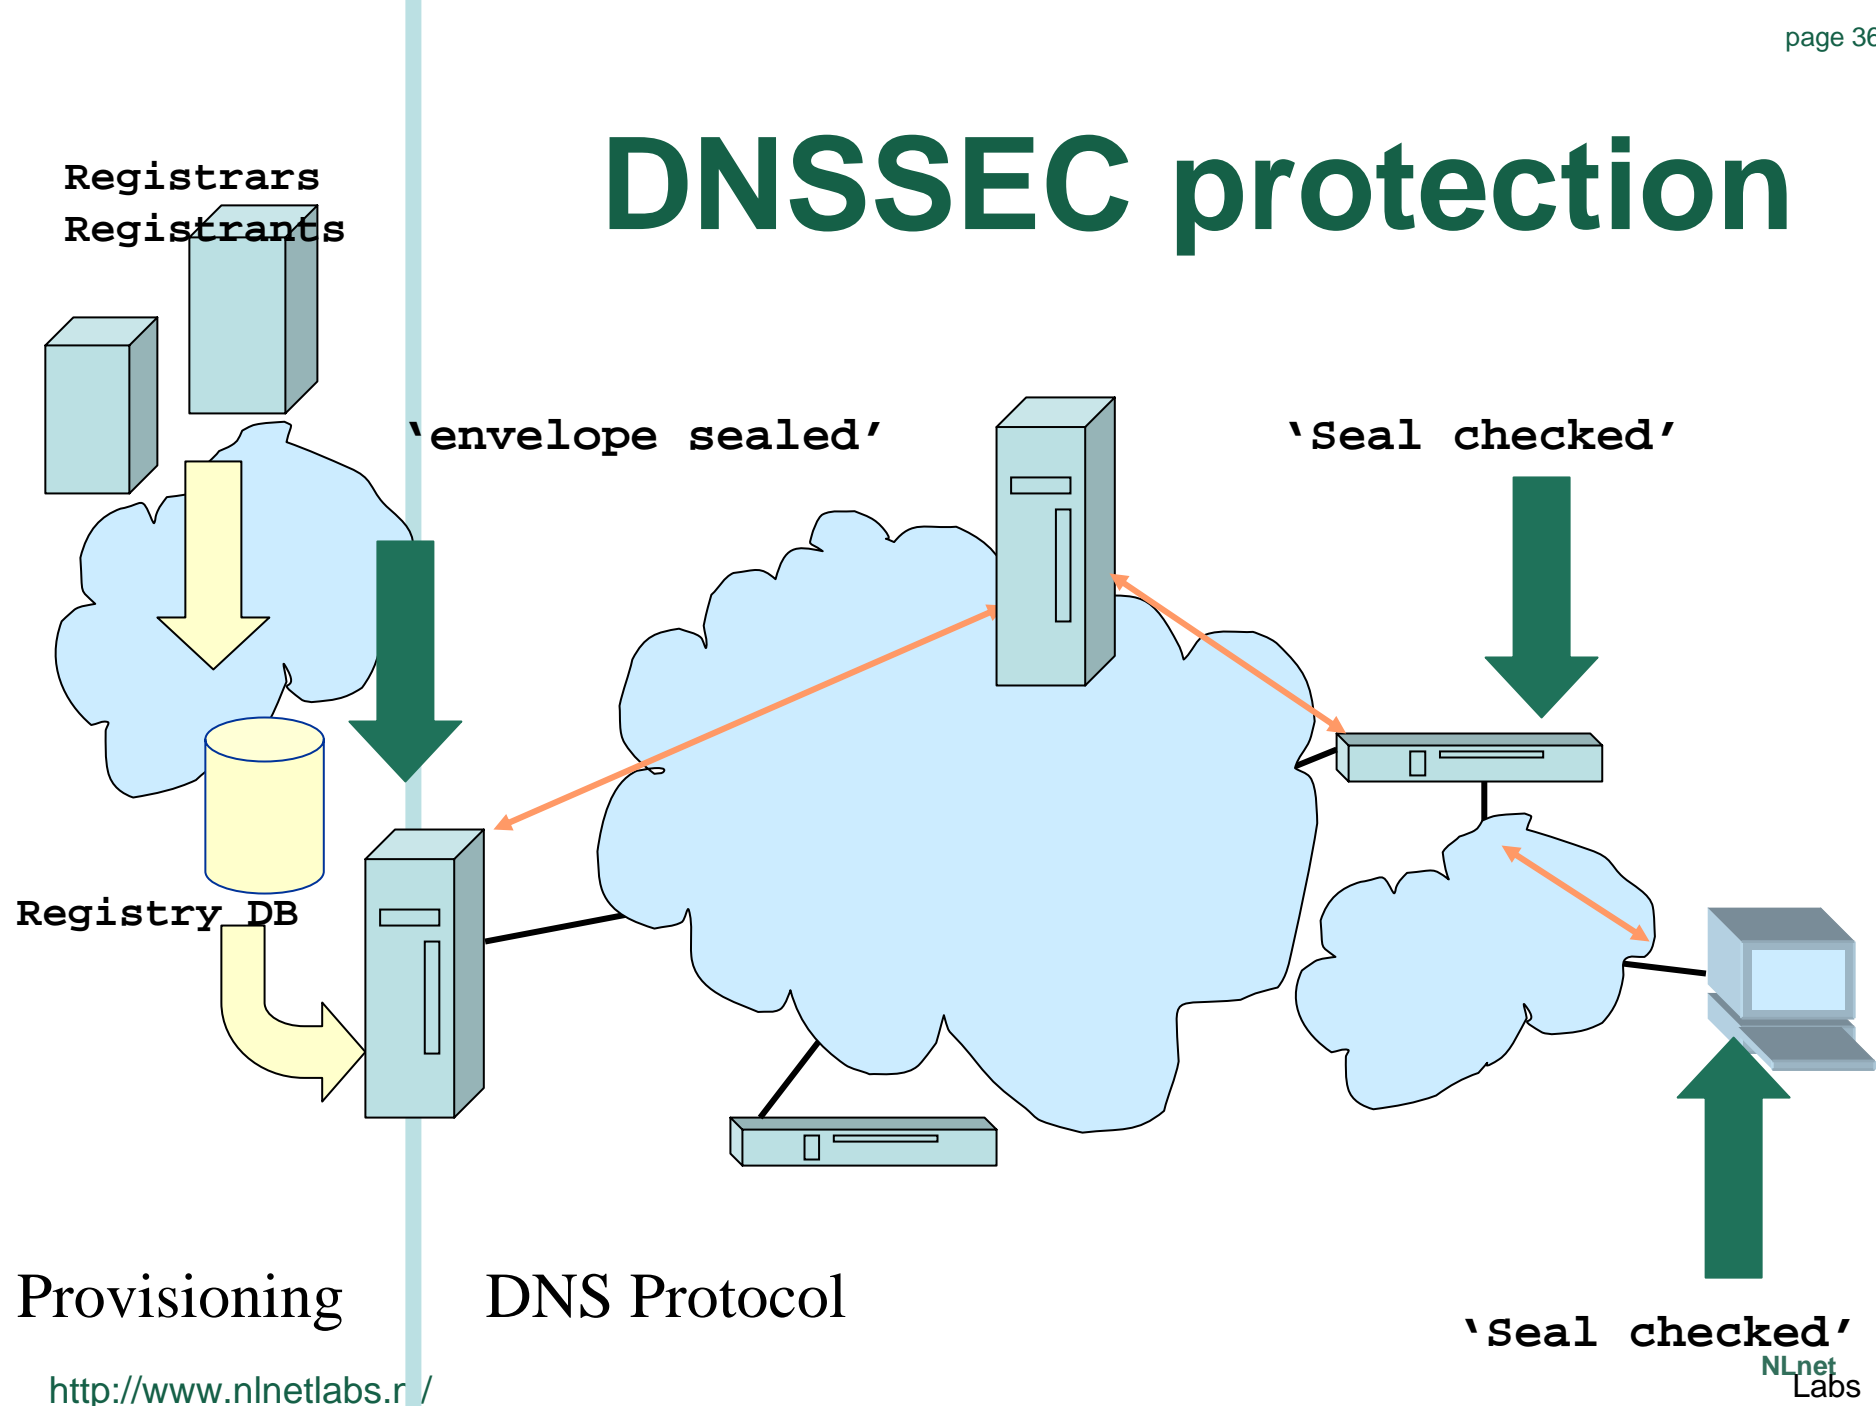 page 36
DNSSEC protection
Registrars
Registrants
‘envelope sealed’
‘Seal checked’
Registry DB
Provisioning
DNS Protocol
‘Seal checked’
NLnet
Labs